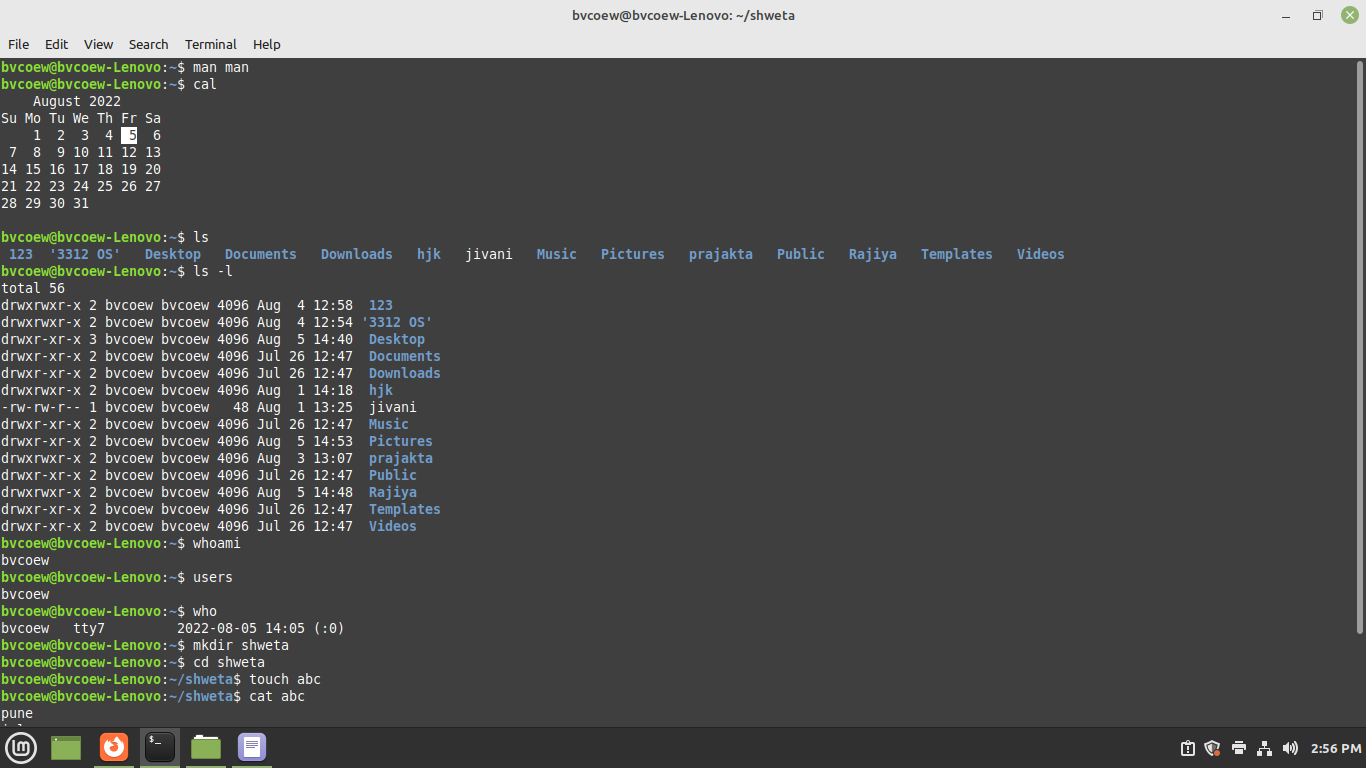 bvcoew@bvcoew-Lenovo: ~/shweta
File Edit View Search Terminal Help
bvcoew@bvcoew-Lenovo:~$ man man
bvcoew@bvcoew-Lenovo:~$ cal
    August 2022
Su Mo Tu We Th Fr Sa
    1  2  3  4  5  6
 7  8  9 10 11 12 13
14 15 16 17 18 19 20
21 22 23 24 25 26 27
28 29 30 31
bvcoew@bvcoew-Lenovo:~$ ls
 123  '3312 OS'   Desktop   Documents   Downloads   hjk   jivani   Music   Pictures   prajakta   Public   Rajiya   Templates   Videos
bvcoew@bvcoew-Lenovo:~$ ls -l
total 56
drwxrwxr-x 2 bvcoew bvcoew 4096 Aug  4 12:58  123
drwxrwxr-x 2 bvcoew bvcoew 4096 Aug  4 12:54 '3312 OS'
drwxr-xr-x 3 bvcoew bvcoew 4096 Aug  5 14:40  Desktop
drwxr-xr-x 2 bvcoew bvcoew 4096 Jul 26 12:47  Documents
drwxr-xr-x 2 bvcoew bvcoew 4096 Jul 26 12:47  Downloads
drwxrwxr-x 2 bvcoew bvcoew 4096 Aug  1 14:18  hjk
-rw-rw-r-- 1 bvcoew bvcoew   48 Aug  1 13:25  jivani
drwxr-xr-x 2 bvcoew bvcoew 4096 Jul 26 12:47  Music
drwxr-xr-x 2 bvcoew bvcoew 4096 Aug  5 14:53  Pictures
drwxrwxr-x 2 bvcoew bvcoew 4096 Aug  3 13:07  prajakta
drwxr-xr-x 2 bvcoew bvcoew 4096 Jul 26 12:47  Public
drwxrwxr-x 2 bvcoew bvcoew 4096 Aug  5 14:48  Rajiya
drwxr-xr-x 2 bvcoew bvcoew 4096 Jul 26 12:47  Templates
drwxr-xr-x 2 bvcoew bvcoew 4096 Jul 26 12:47  Videos
bvcoew@bvcoew-Lenovo:~$ whoami
bvcoew
bvcoew@bvcoew-Lenovo:~$ users
bvcoew
bvcoew@bvcoew-Lenovo:~$ who
bvcoew   tty7         2022-08-05 14:05 (:0)
bvcoew@bvcoew-Lenovo:~$ mkdir shweta
bvcoew@bvcoew-Lenovo:~$ cd shweta
bvcoew@bvcoew-Lenovo:~/shweta$ touch abc
bvcoew@bvcoew-Lenovo:~/shweta$ cat abc
pune
2:56 PM